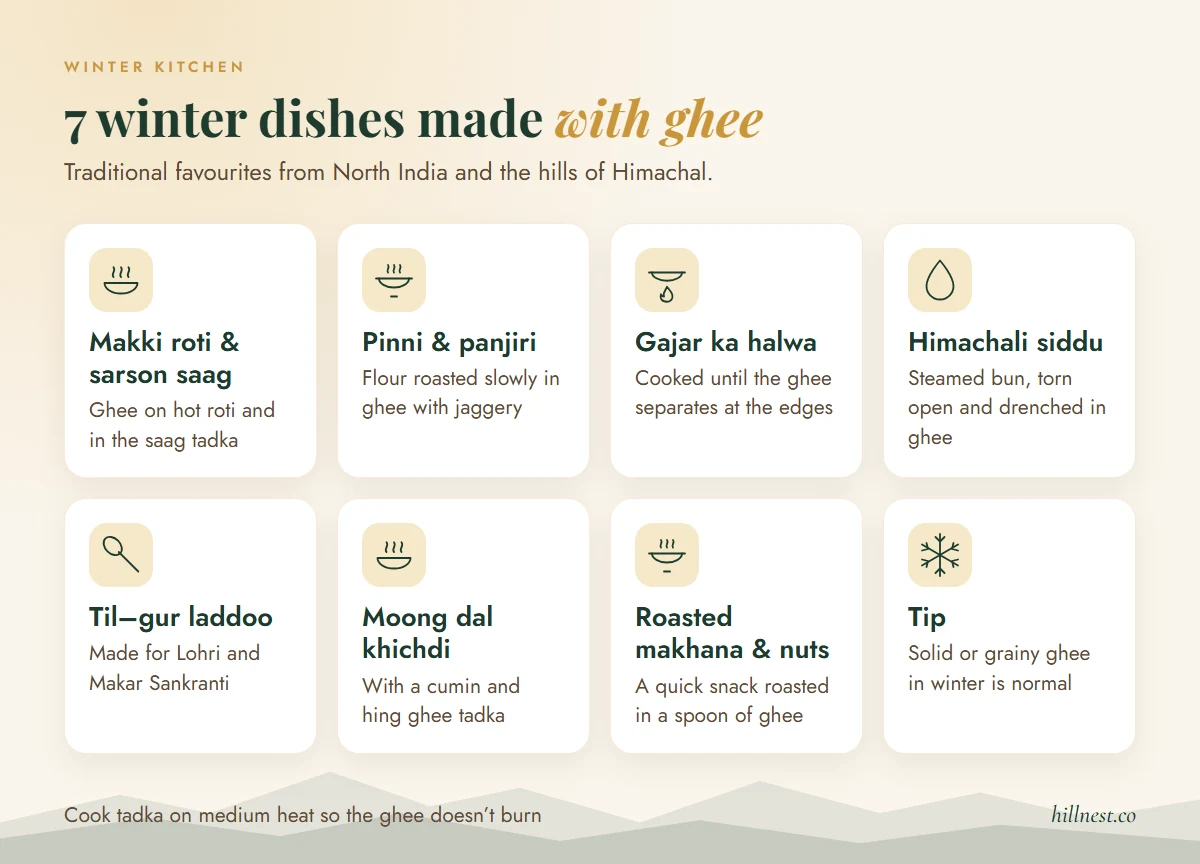 WINTER KITCHEN
7 winter dishes made with ghee
Traditional favourites from North India and the hills of Himachal.
Makki roti &
sarson saag
Ghee on hot roti and
in the saag tadka
Pinni & panjiri
Flour roasted slowly in
ghee with jaggery
Gajar ka halwa
Cooked until the ghee
separates at the edges
Himachali siddu
Steamed bun, torn
open and drenched in
ghee
Til–gur laddoo
Made for Lohri and
Makar Sankranti
Moong dal
khichdi
With a cumin and
hing ghee tadka
Roasted
makhana & nuts
A quick snack roasted
in a spoon of ghee
Tip
Solid or grainy ghee
in winter is normal
Cook tadka on medium heat so the ghee doesn’t burn
hillnest.co